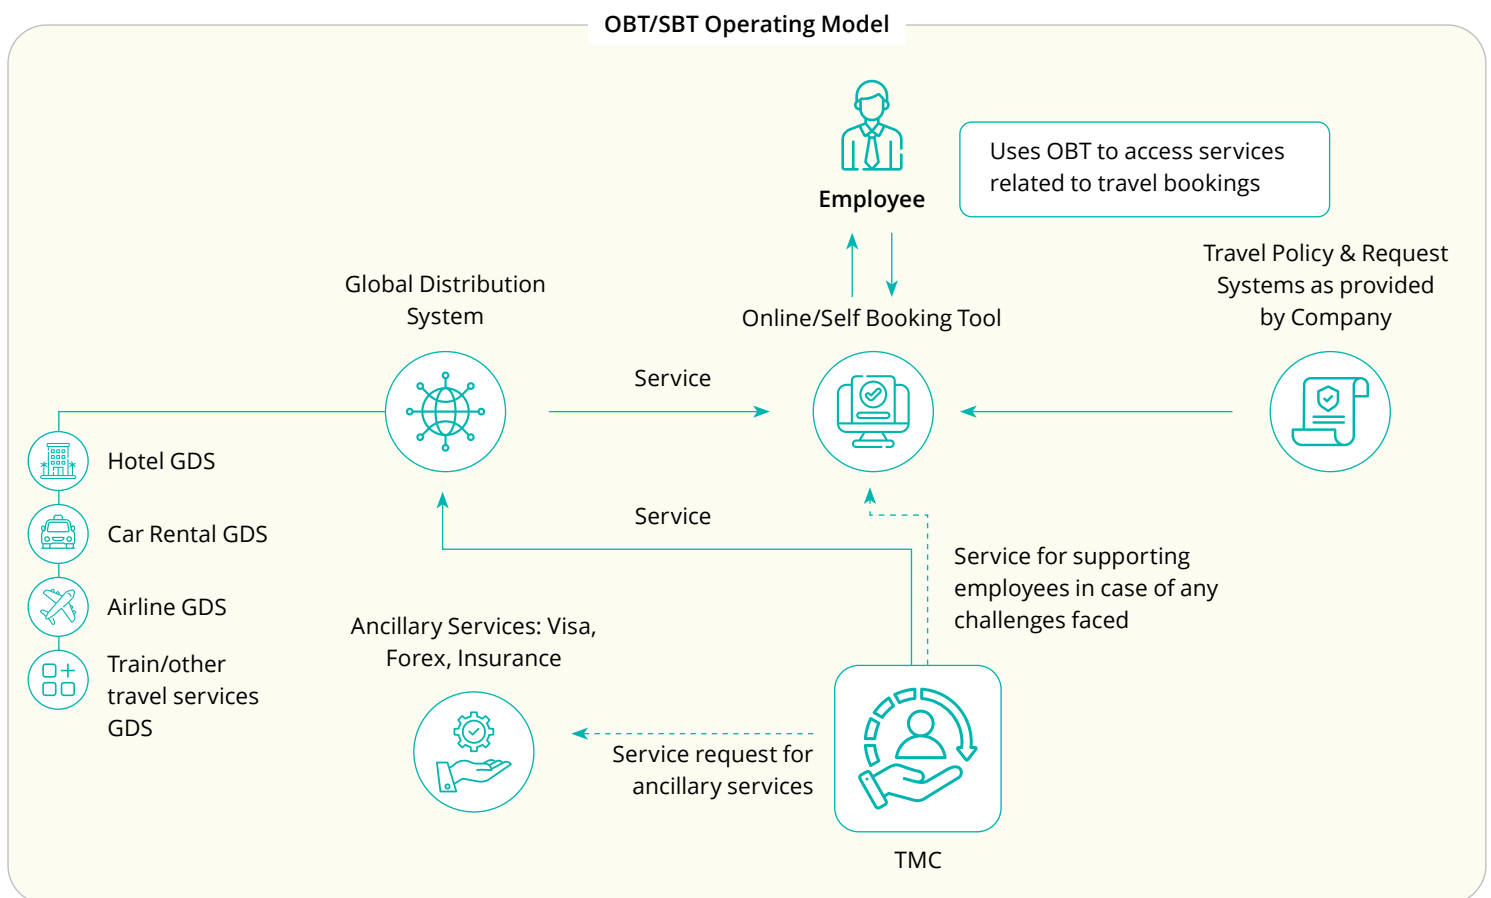 OBT/SBT Operating Model
Uses OBT to access services
related to travel bookings
Employee
Travel Policy & Request
Systems as provided
by Company
Global Distribution
System
Online/Self Booking Tool
Service
Hotel GDS
Car Rental GDS
Airline GDS
Train/other
travel services
GDS
Service
Service for supporting
employees in case of any
challenges faced
Ancillary Services: Visa,
Forex, Insurance
Service request for
ancillary services
TMC